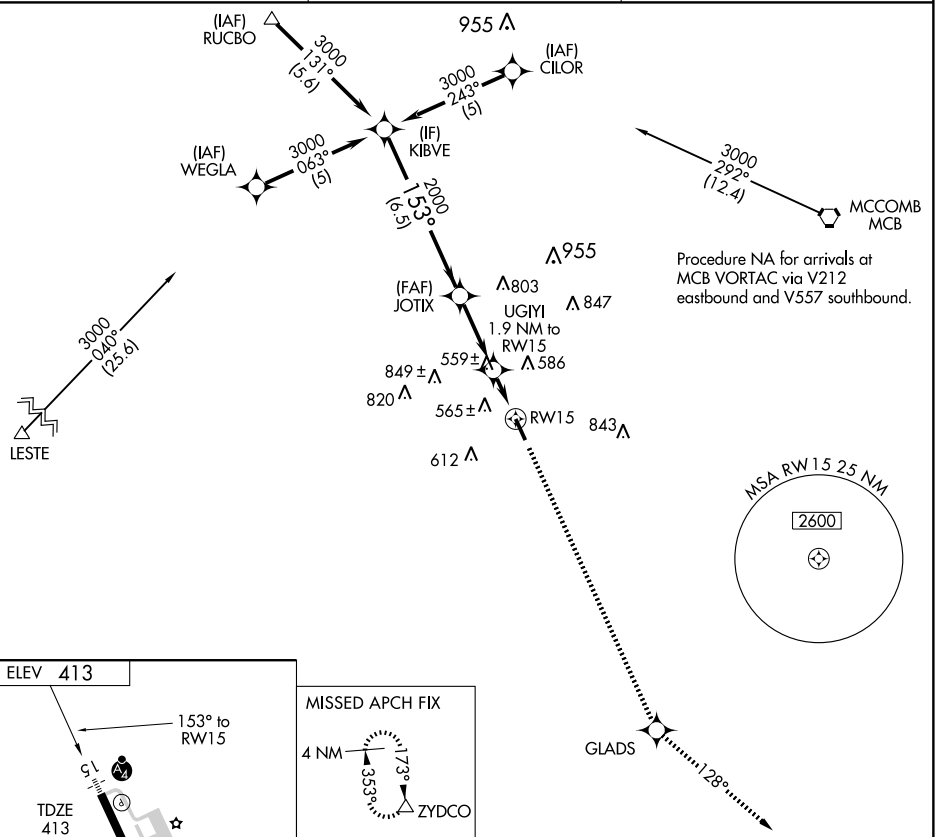 (IAF)
RUCBO
3000
131°
(5.6)
955
(IAF)
CILOR
3000
243°
(5)
(IF)
KIBVE
(IAF)
WEGLA
3000
063°
(5)
2000
153°
(6.5)
3000
292°
(12.4)
MCCOMB
MCB
Procedure NA for arrivals at
MCB VORTAC via V212
eastbound and V557 southbound.
955
(FAF)
JOTIX
803
847
UGIYI
1.9 NM to
RW15
3000
040°
(25.6)
LESTE
559±
586
849±
820
565±
RW15
843
612
MSA RW15 25 NM
2600
ELEV 413
153° to
RW15
15
A4
P
TDZE
413
MISSED APCH FIX
4 NM
353°
173°
ZYDCO
GLADS
128°